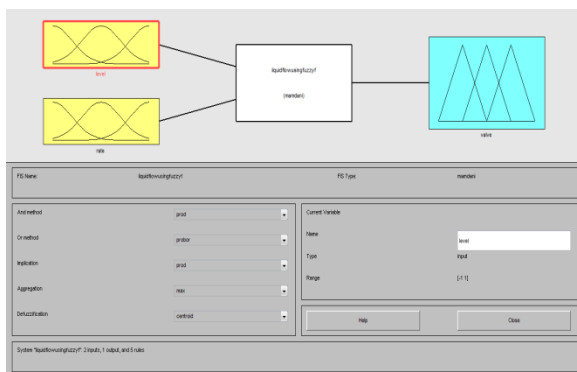 level
liquidflowusingfuzzy1
(mamdani)
rate
valve
FIS Name: liquidflowusingfuzzy1 FIS Type: mamdani
And method prod
Or method probor
Implication prod
Aggregation max
Defuzzification centroid
Current Variable
Name level
Type input
Range [-1 1]
Help Close
System "liquidflowusingfuzzy1": 2 inputs, 1 output, and 5 rules